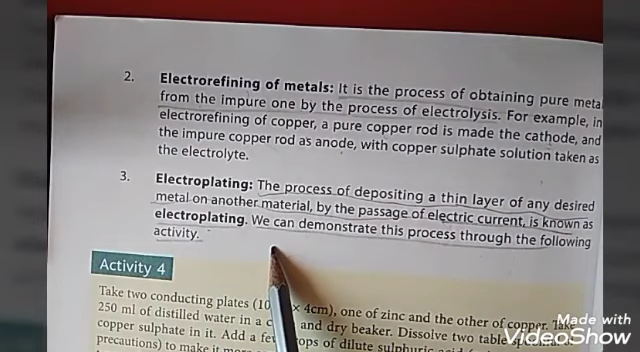 2. Electrorefining of metals: It is the process of obtaining pure metal
from the impure one by the process of electrolysis. For example, in
electrorefining of copper, a pure copper rod is made the cathode, and
the impure copper rod as anode, with copper sulphate solution taken as
the electrolyte.
3. Electroplating: The process of depositing a thin layer of any desired
metal on another material, by the passage of electric current, is known as
electroplating. We can demonstrate this process through the following
activity.
Activity 4
Take two conducting plates (10 × 4cm), one of zinc and the other of copper. Take
250 ml of distilled water in a and dry beaker. Dissolve two
copper sulphate in it. Add a few of dilute sulphuric
precautions) to make it
Made with
VideoShow